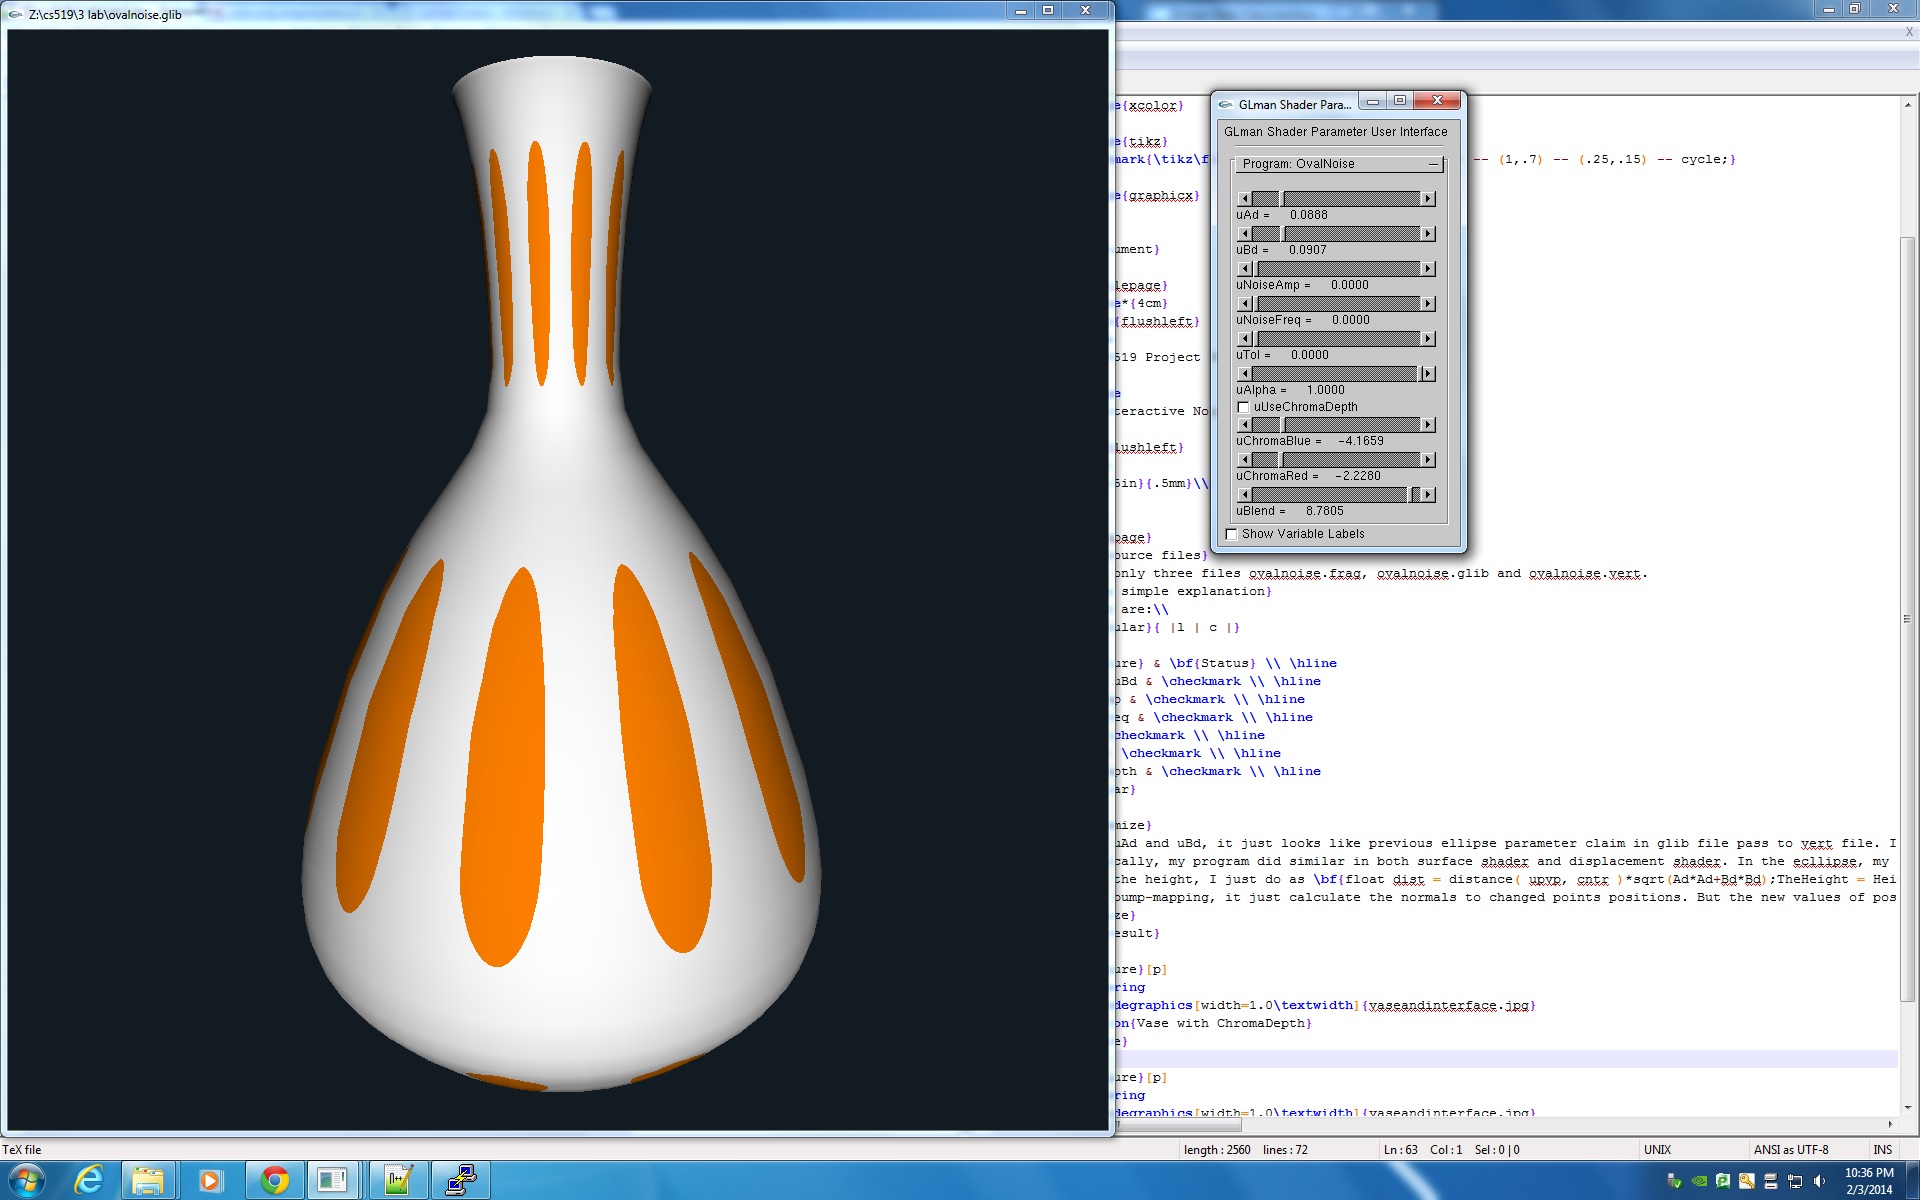 Z:\cs519\3 lab\ovalnoise.glib
GLman Shader Para...
GLman Shader Parameter User Interface
Program: OvalNoise
uAd = 0.0888
uBd = 0.0907
uNoiseAmp = 0.0000
uNoiseFreq = 0.0000
uTol = 0.0000
uAlpha = 1.0000
uUseChromaDepth
uChromaBlue = -4.1659
uChromaRed = -2.2280
uBlend = 8.7805
Show Variable Labels
e{xcolor}
e{tikz}
mark{\tikz\f -- (1,.7) -- (.25,.15) -- cycle;}
e{graphicx}
ument}
lepage}
e*{4cm}
{flushleft}
519 Project
e
teractive No
lushleft}
5in}{.5mm}\\
page}
ource files}
only three files ovalnoise.frag, ovalnoise.glib and ovalnoise.vert.
simple explanation}
are:\\
ular}{ |l | c |}
ure} & \bf{Status} \\ \hline
uBd & \checkmark \\ \hline
p & \checkmark \\ \hline
eq & \checkmark \\ \hline
checkmark \\ \hline
\checkmark \\ \hline
pth & \checkmark \\ \hline
ar}
mize}
uAd and uBd, it just looks like previous ellipse parameter claim in glib file pass to vert file. I
cally, my program did similar in both surface shader and displacement shader. In the ecllipse, my
the height, I just do as \bf{float dist = distance( upvp, cntr )*sqrt(Ad*Ad+Bd*Bd);TheHeight = Hei
bump-mapping, it just calculate the normals to changed points positions. But the new values of pos
ze}
esult}
ure}[p]
ring
degraphics[width=1.0\textwidth]{vaseandinterface.jpg}
on{Vase with ChromaDepth}
e}
ure}[p]
ring
degraphics[width=1.0\textwidth]{vaseandinterface.jpg}
TeX file
length : 2560 lines : 72
Ln : 63 Col : 1 Sel : 0 | 0
UNIX
ANSI as UTF-8
INS
10:36 PM
2/3/2014